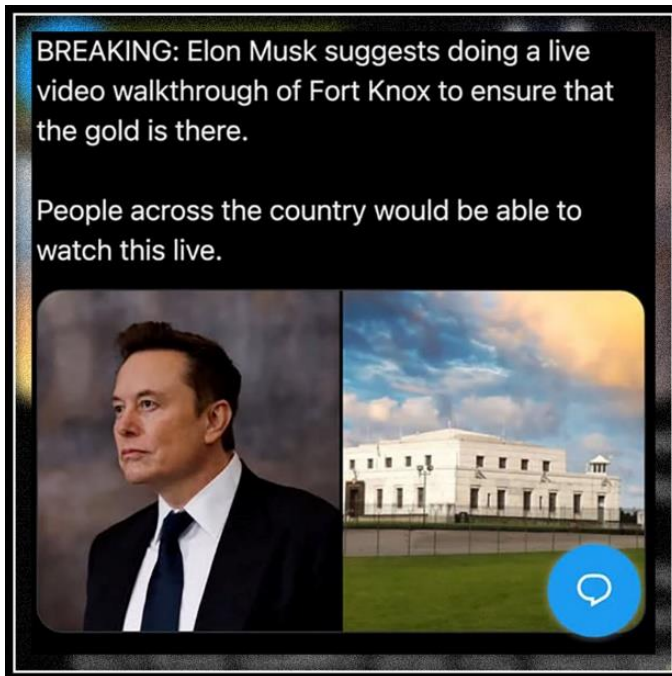 BREAKING: Elon Musk suggests doing a live
video walkthrough of Fort Knox to ensure that
the gold is there.
People across the country would be able to
watch this live.